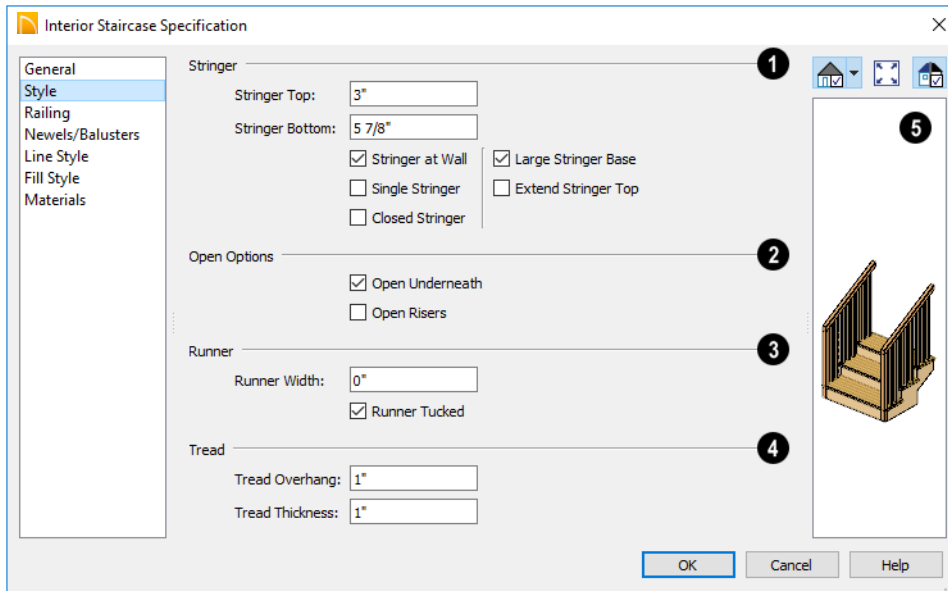 Interior Staircase Specification
General
Style
Railing
Newels/Balusters
Line Style
Fill Style
Materials
Stringer
1
Stringer Top: 3"
Stringer Bottom: 5 7/8"
Stringer at Wall Large Stringer Base
Single Stringer Extend Stringer Top
Closed Stringer
Open Options
2
Open Underneath
Open Risers
Runner
3
Runner Width: 0"
Runner Tucked
Tread
4
Tread Overhang: 1"
Tread Thickness: 1"
5
OK Cancel Help